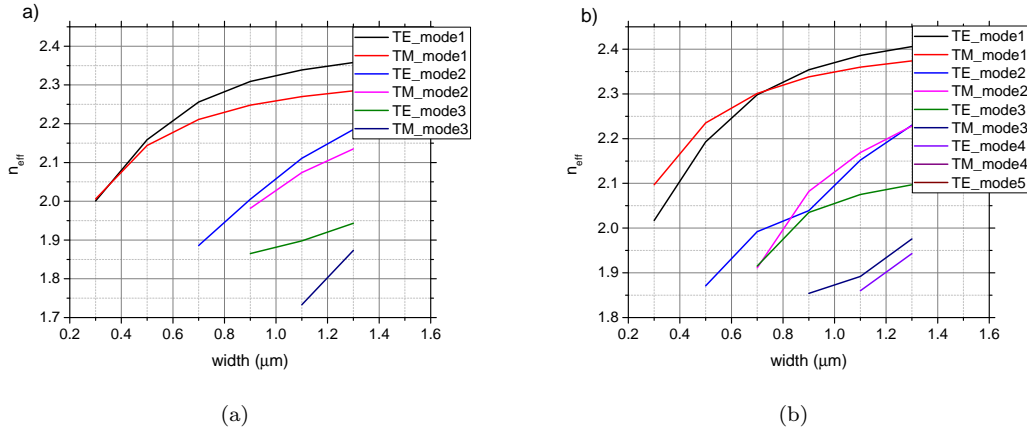 a)
TE_mode1
TM_mode1
TE_mode2
TM_mode2
TE_mode3
TM_mode3
2.4
2.3
2.2
2.1
2.0
1.9
1.8
1.7
n_eff
0.2 0.4 0.6 0.8 1.0 1.2 1.4 1.6
width (μm)
(a)
b)
TE_mode1
TM_mode1
TE_mode2
TM_mode2
TE_mode3
TM_mode3
TE_mode4
TM_mode4
TE_mode5
2.4
2.3
2.2
2.1
2.0
1.9
1.8
n_eff
0.2 0.4 0.6 0.8 1.0 1.2 1.4 1.6
width (μm)
(b)